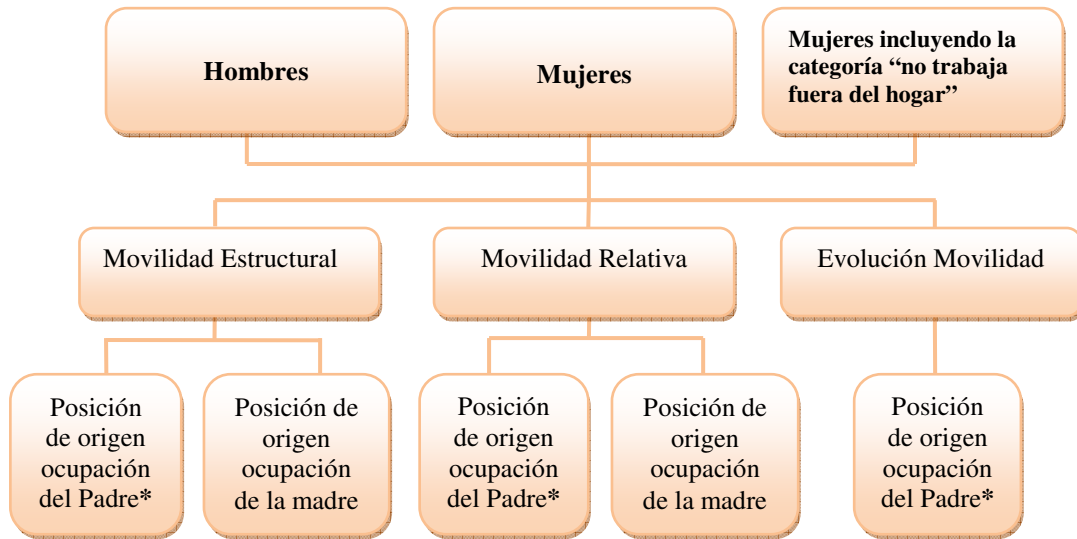 Hombres
Mujeres
Mujeres incluyendo la
categoría “no trabaja
fuera del hogar”
Movilidad Estructural
Movilidad Relativa
Evolución Movilidad
Posición
de origen
ocupación
del Padre*
Posición de
origen
ocupación
de la madre
Posición
de origen
ocupación
del Padre*
Posición de
origen
ocupación
de la madre
Posición
de origen
ocupación
del Padre*